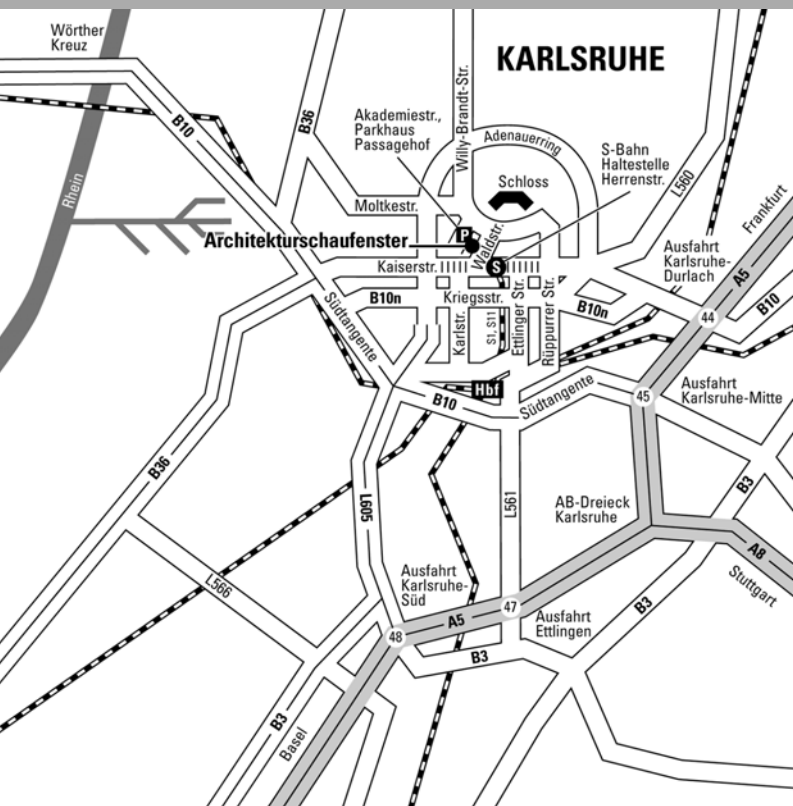 Wörther
Kreuz
KARLSRUHE
B10
B36
Akademiestr.,
Parkhaus
Passagehof
Willy-Brandt-Str.
Adenauerring
S-Bahn
Haltestelle
Herrenstr.
L560
Rhein
Schloss
Moltkestr.
Frankfurt
P
Waldstr.
Architekturschaufenster
Ausfahrt
Karlsruhe-
Durlach
A5
Kaiserstr.
S
B10n
Kriegsstr.
B10n
44
B10
Südtangente
Karlstr.
S1, S11
Ettlinger Str.
Rüppurrer Str.
Hbf
B10
Südtangente
45
Ausfahrt
Karlsruhe-Mitte
B36
L605
L561
AB-Dreieck
Karlsruhe
B3
A8
Stuttgart
L566
Ausfahrt
Karlsruhe-
Süd
48
A5
47
Ausfahrt
Ettlingen
B3
B3
B3
Basel